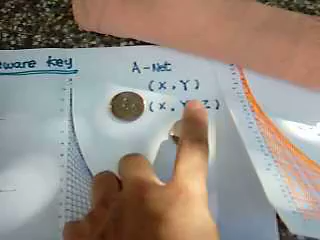 ware key
A-Net
(X, Y)
(X, Y, Z)